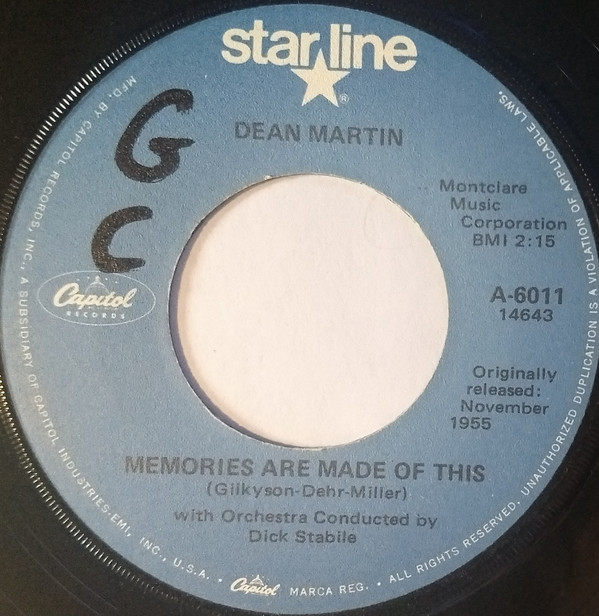 starline
®
DEAN MARTIN
G
C
Montclare
Music
Corporation
BMI 2:15
Capitol
RECORDS
A-6011
14643
Originally
released:
November
1955
MEMORIES ARE MADE OF THIS
(Gilkyson-Dehr-Miller)
with Orchestra Conducted by
Dick Stabile
MFD. BY CAPITOL RECORDS, INC., A SUBSIDIARY OF CAPITOL INDUSTRIES-EMI, INC., U.S.A. • Capitol MARCA REG. • ALL RIGHTS RESERVED. UNAUTHORIZED DUPLICATION IS A VIOLATION OF APPLICABLE LAWS.